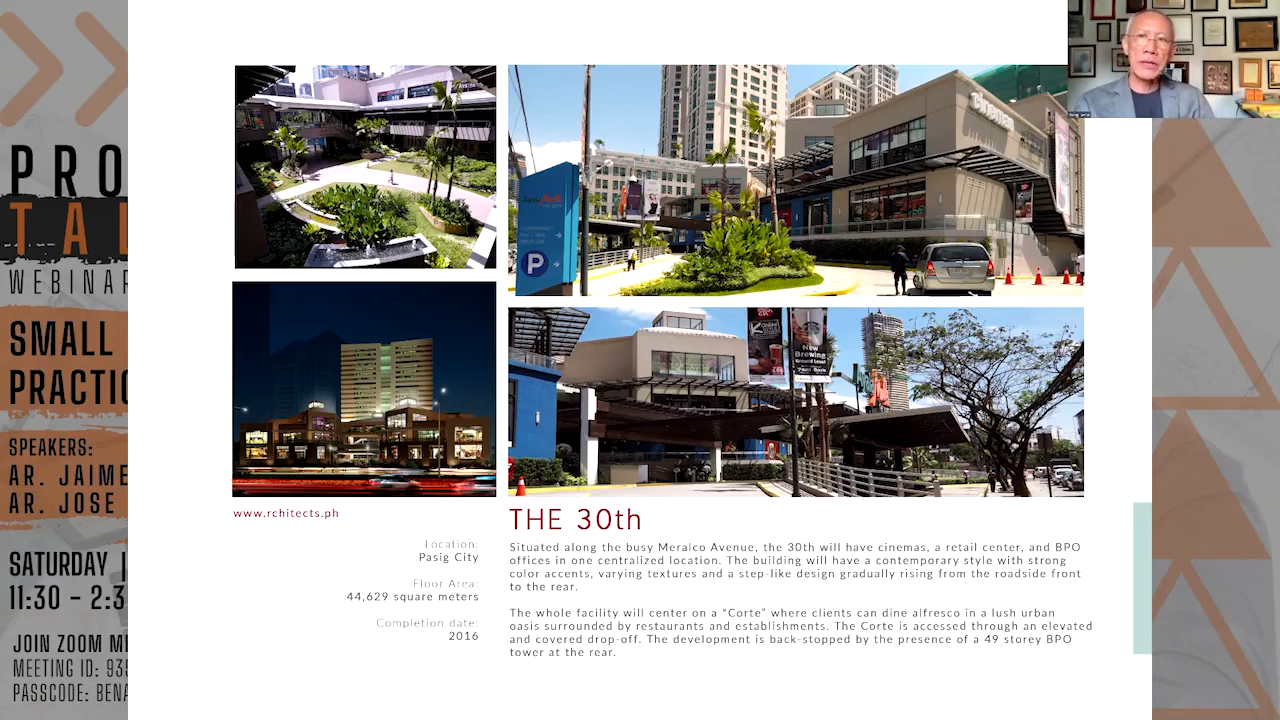 PRO
TAL
WEBINAR
SMALL
PRACTIC
SPEAKERS:
AR. JAIME
AR. JOSE
SATURDAY
11:30 - 2:3
JOIN ZOOM M
MEETING ID: 93
PASSCODE: BENA
cinemas
P
Now
Brewing
www.rchitects.ph
Location:
Pasig City
Floor Area:
44,629 square meters
Completion date:
2016
THE 30th
Situated along the busy Meralco Avenue, the 30th will have cinemas, a retail center, and BPO
offices in one centralized location. The building will have a contemporary style with strong
color accents, varying textures and a step-like design gradually rising from the roadside front
to the rear.
The whole facility will center on a “Corte” where clients can dine alfresco in a lush urban
oasis surrounded by restaurants and establishments. The Corte is accessed through an elevated
and covered drop-off. The development is back-stopped by the presence of a 49 storey BPO
tower at the rear.